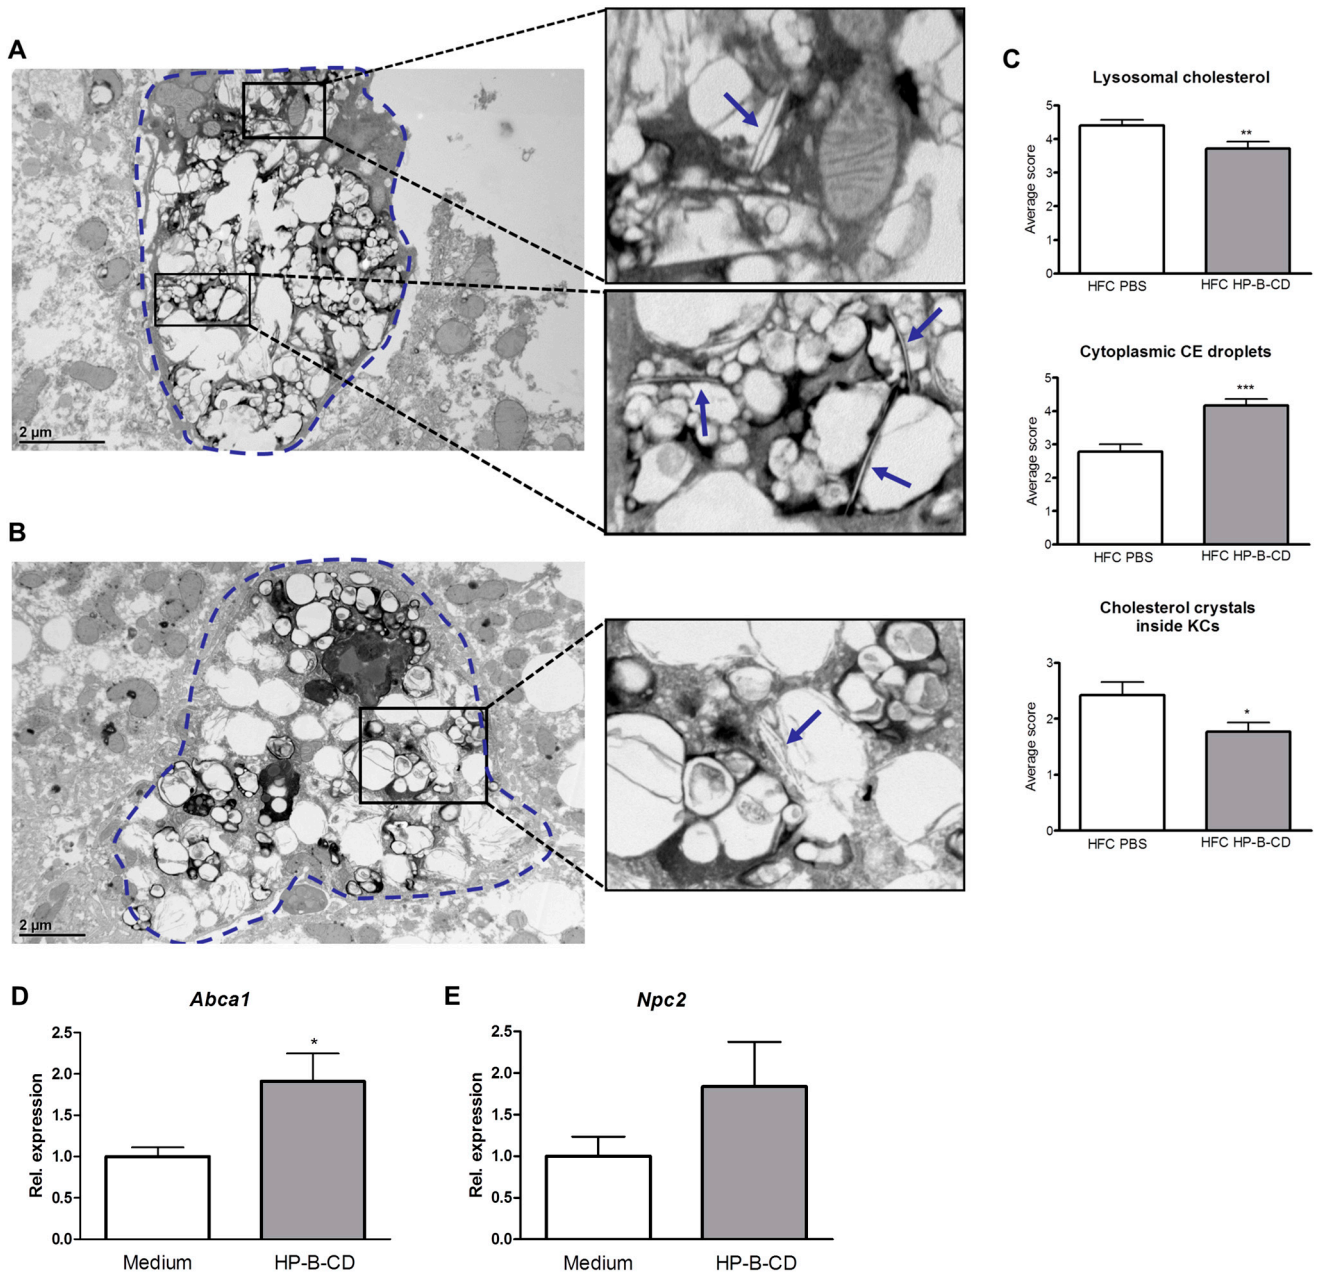 A
2 µm
B
2 µm
C
Lysosomal cholesterol
Average score
5
4
3
2
1
0
**
HFC PBS
HFC HP-B-CD
Cytoplasmic CE droplets
Average score
5
4
3
2
1
0
***
HFC PBS
HFC HP-B-CD
Cholesterol crystals
inside KCs
Average score
3
2
1
0
*
HFC PBS
HFC HP-B-CD
D
Abca1
Rel. expression
2.5
2.0
1.5
1.0
0.5
0.0
*
Medium
HP-B-CD
E
Npc2
Rel. expression
2.5
2.0
1.5
1.0
0.5
0.0
Medium
HP-B-CD